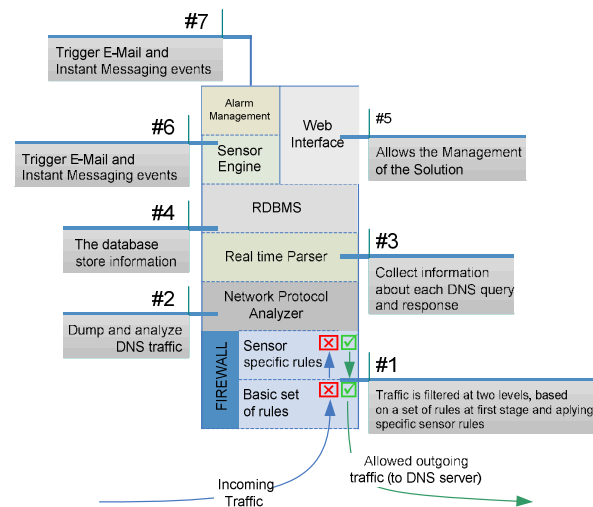 #7
Trigger E-Mail and
Instant Messaging events
Alarm
Management
Web
Interface
#6
Trigger E-Mail and
Instant Messaging events
Sensor
Engine
#5
Allows the Management
of the Solution
#4
The database
store information
RDBMS
#3
Collect information
about each DNS query
and response
Real time Parser
#2
Dump and analyze
DNS traffic
Network Protocol
Analyzer
FIREWALL
Sensor
specific rules
Basic set
of rules
#1
Traffic is filtered at two levels, based
on a set of rules at first stage and aplying
specific sensor rules
Incoming
Traffic
Allowed outgoing
traffic (to DNS server)